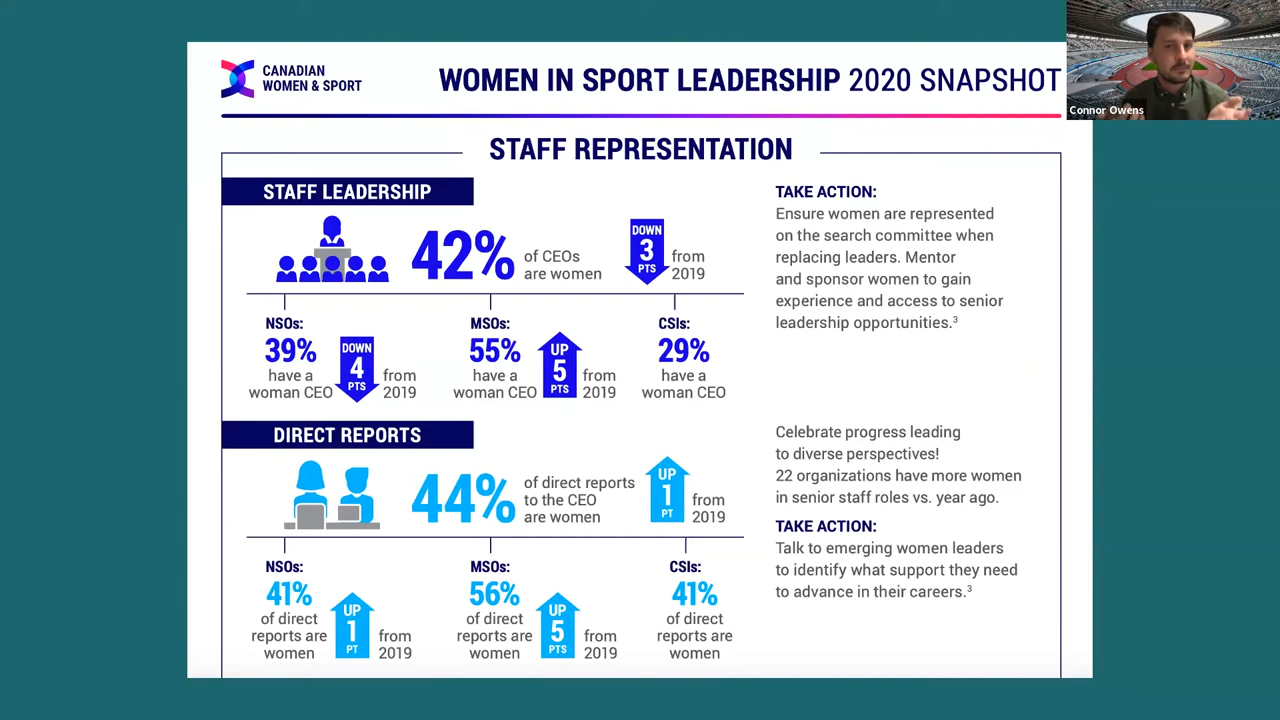 CANADIAN
WOMEN & SPORT
WOMEN IN SPORT LEADERSHIP 2020 SNAPSHOT
Connor Owens
STAFF REPRESENTATION
STAFF LEADERSHIP
42%
of CEOs
are women
DOWN
3
PTS
from
2019
NSOs:
39%
have a
woman CEO
DOWN
4
PTS
from
2019
MSOs:
55%
have a
woman CEO
UP
5
PTS
from
2019
CSIs:
29%
have a
woman CEO
TAKE ACTION:
Ensure women are represented
on the search committee when
replacing leaders. Mentor
and sponsor women to gain
experience and access to senior
leadership opportunities.³
DIRECT REPORTS
44%
of direct reports
to the CEO
are women
UP
1
PT
from
2019
NSOs:
41%
of direct
reports are
women
UP
1
PT
from
2019
MSOs:
56%
of direct
reports are
women
UP
5
PTS
from
2019
CSIs:
41%
of direct
reports are
women
Celebrate progress leading
to diverse perspectives!
22 organizations have more women
in senior staff roles vs. year ago.
TAKE ACTION:
Talk to emerging women leaders
to identify what support they need
to advance in their careers.³